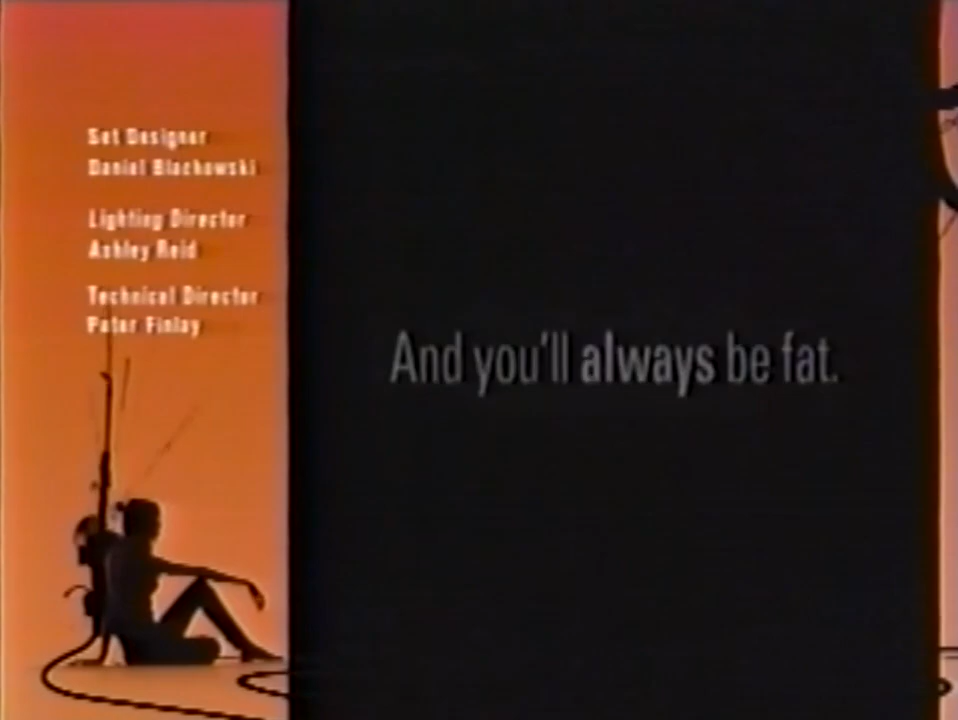 Set Designer
Daniel Blachowski
Lighting Director
Ashley Reid
Technical Director
Peter Finlay
And you'll always be fat.